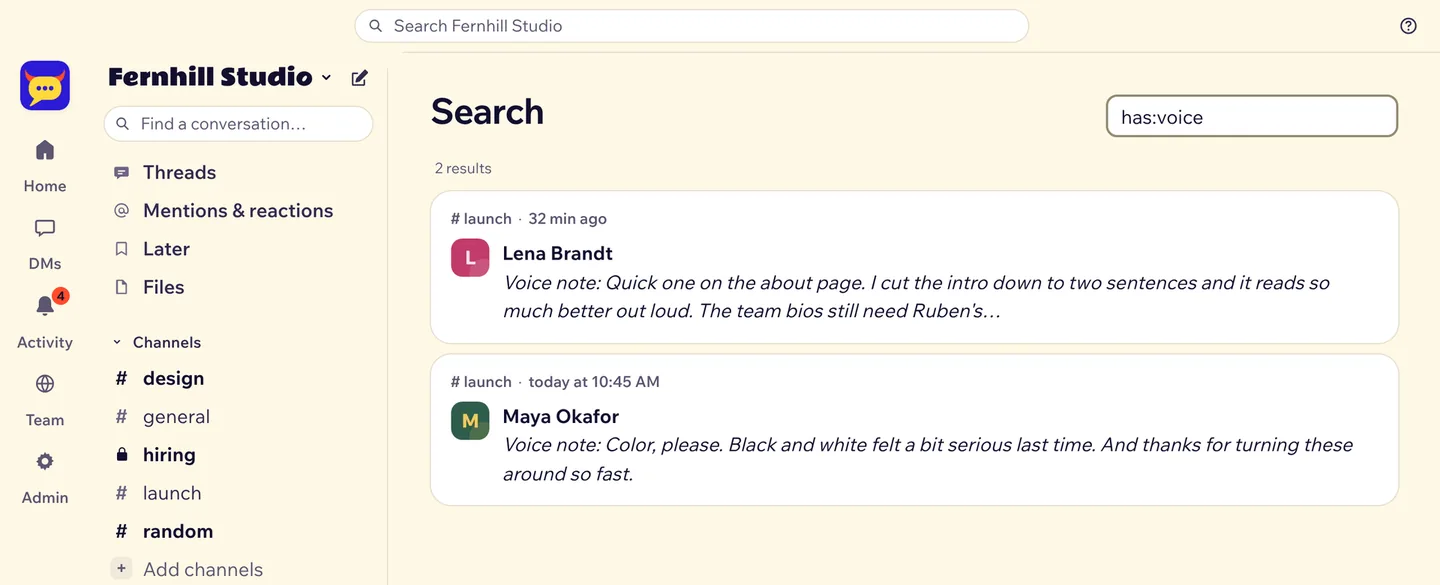 Search Fernhill Studio
Fernhill Studio
Find a conversation…
Home
DMs
4
Activity
Team
Admin
Threads
Mentions & reactions
Later
Files
Channels
# design
# general
hiring
# launch
# random
+ Add channels
Search
has:voice
2 results
# launch · 32 min ago
L
Lena Brandt
Voice note: Quick one on the about page. I cut the intro down to two sentences and it reads so
much better out loud. The team bios still need Ruben's…
# launch · today at 10:45 AM
M
Maya Okafor
Voice note: Color, please. Black and white felt a bit serious last time. And thanks for turning these
around so fast.